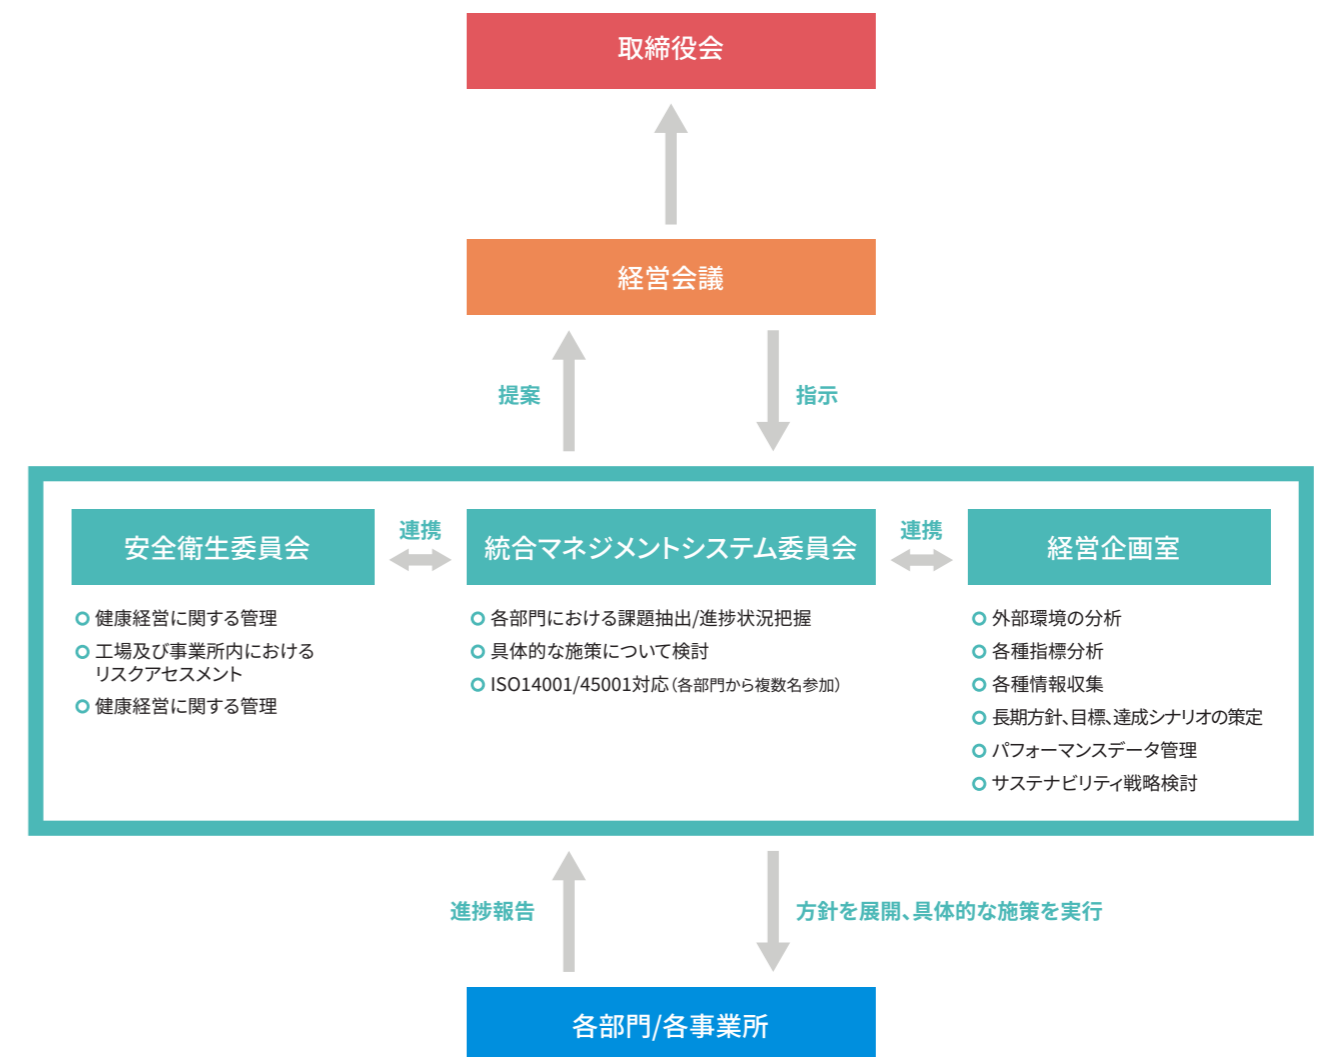 取締役会
経営会議
提案
指示
安全衛生委員会
連携
統合マネジメントシステム委員会
連携
経営企画室
健康経営に関する管理
工場及び事業所内における
リスクアセスメント
健康経営に関する管理
各部門における課題抽出/進捗状況把握
具体的な施策について検討
ISO14001/45001対応（各部門から複数名参加）
外部環境の分析
各種指標分析
各種情報収集
長期方針、目標、達成シナリオの策定
パフォーマンスデータ管理
サステナビリティ戦略検討
進捗報告
方針を展開、具体的な施策を実行
各部門/各事業所